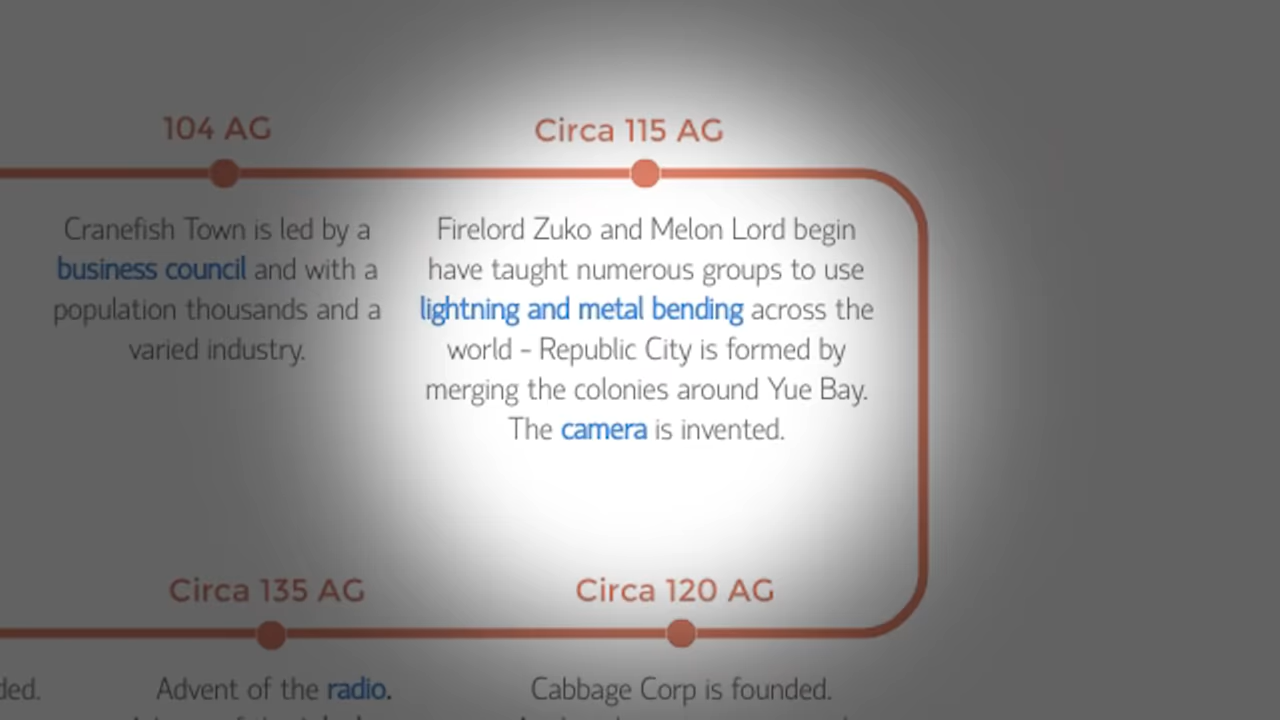 104 AG
Cranefish Town is led by a
business council and with a
population thousands and a
varied industry.
Circa 115 AG
Firelord Zuko and Melon Lord begin
have taught numerous groups to use
lightning and metal bending across the
world - Republic City is formed by
merging the colonies around Yue Bay.
The camera is invented.
Circa 135 AG
Advent of the radio.
Circa 120 AG
Cabbage Corp is founded.